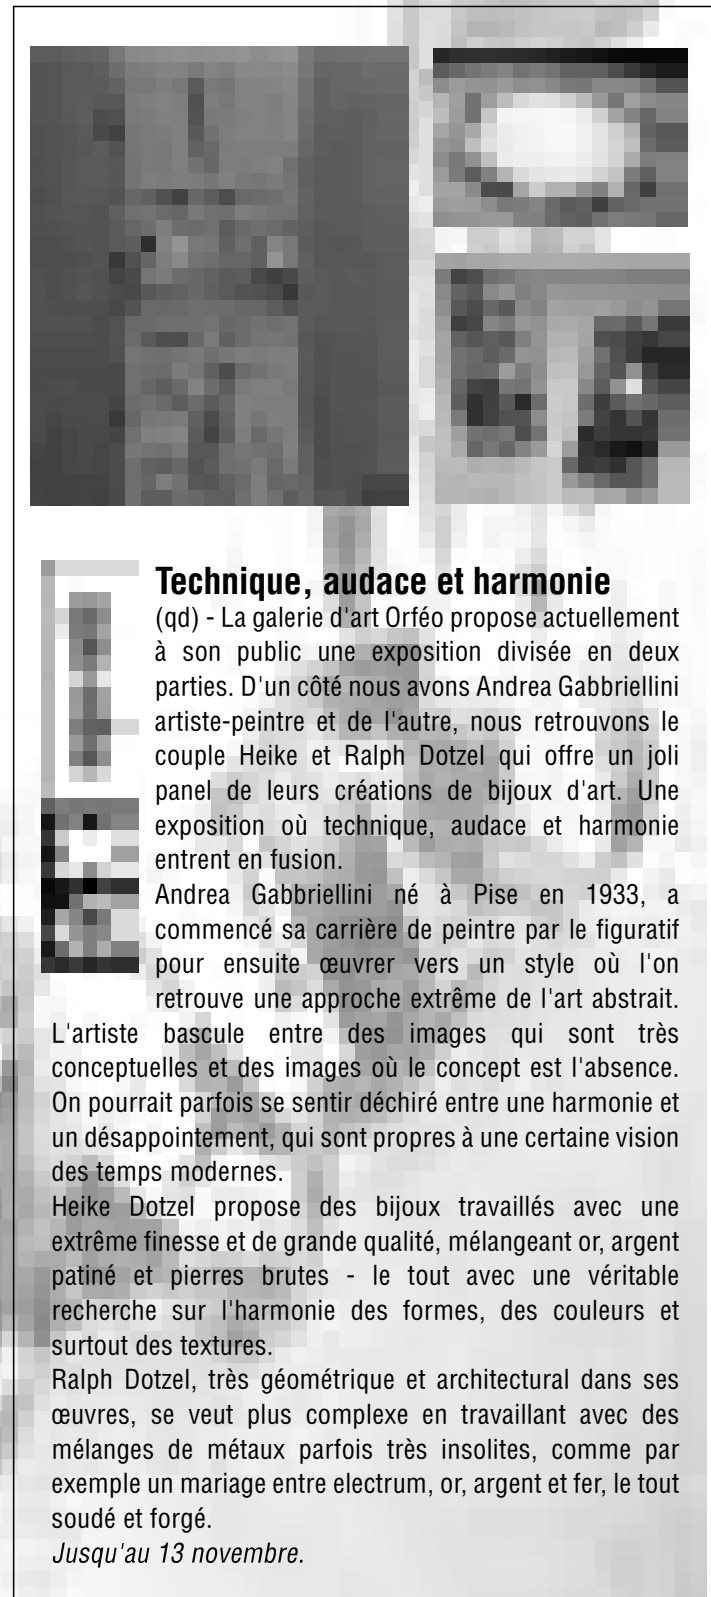 Technique, audace et harmonie
(qd) - La galerie d'art Orféo propose actuellement
à son public une exposition divisée en deux
parties. D'un côté nous avons Andrea Gabbriellini
artiste-peintre et de l'autre, nous retrouvons le
couple Heike et Ralph Dotzel qui offre un joli
panel de leurs créations de bijoux d'art. Une
exposition où technique, audace et harmonie
entrent en fusion.
Andrea Gabbriellini né à Pise en 1933, a
commencé sa carrière de peintre par le figuratif
pour ensuite œuvrer vers un style où l'on
retrouve une approche extrême de l'art abstrait.
L'artiste bascule entre des images qui sont très
conceptuelles et des images où le concept est l'absence.
On pourrait parfois se sentir déchiré entre une harmonie et
un désappointement, qui sont propres à une certaine vision
des temps modernes.
Heike Dotzel propose des bijoux travaillés avec une
extrême finesse et de grande qualité, mélangeant or, argent
patiné et pierres brutes - le tout avec une véritable
recherche sur l'harmonie des formes, des couleurs et
surtout des textures.
Ralph Dotzel, très géométrique et architectural dans ses
œuvres, se veut plus complexe en travaillant avec des
mélanges de métaux parfois très insolites, comme par
exemple un mariage entre electrum, or, argent et fer, le tout
soudé et forgé.
Jusqu'au 13 novembre.